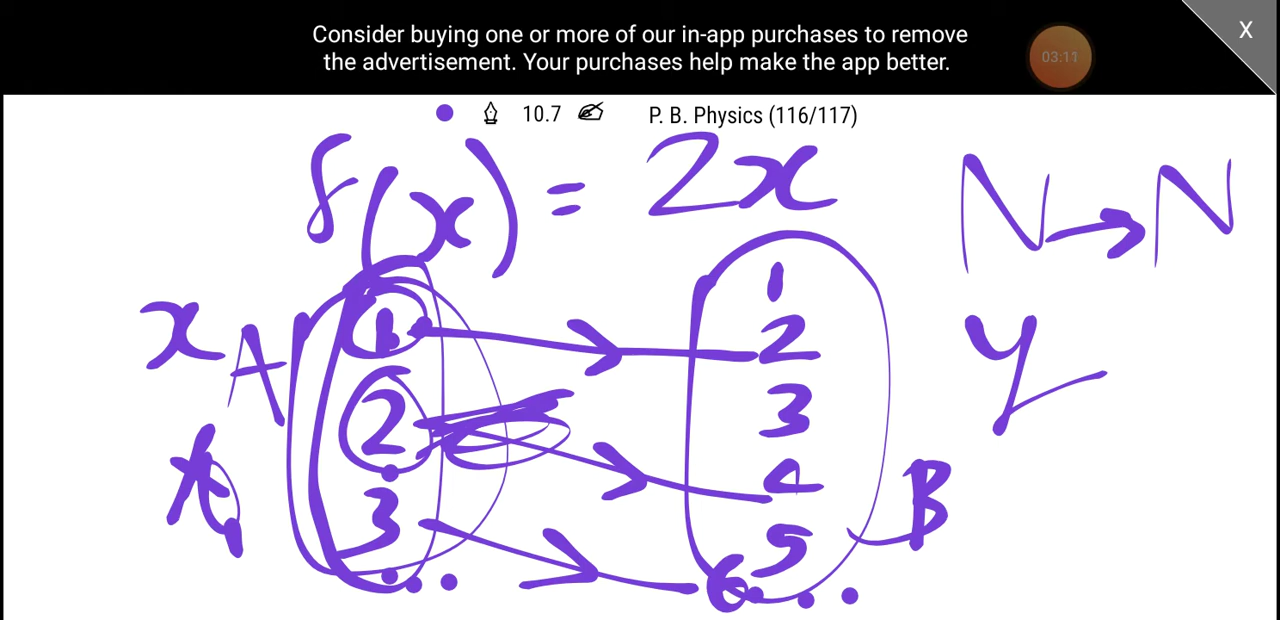 Consider buying one or more of our in-app purchases to remove
the advertisement. Your purchases help make the app better.
03:11
X
10.7 P. B. Physics (116/117)
f(x) = 2x
N → N
x
A
1
2
3
1
2
3
4
5
6
y
B